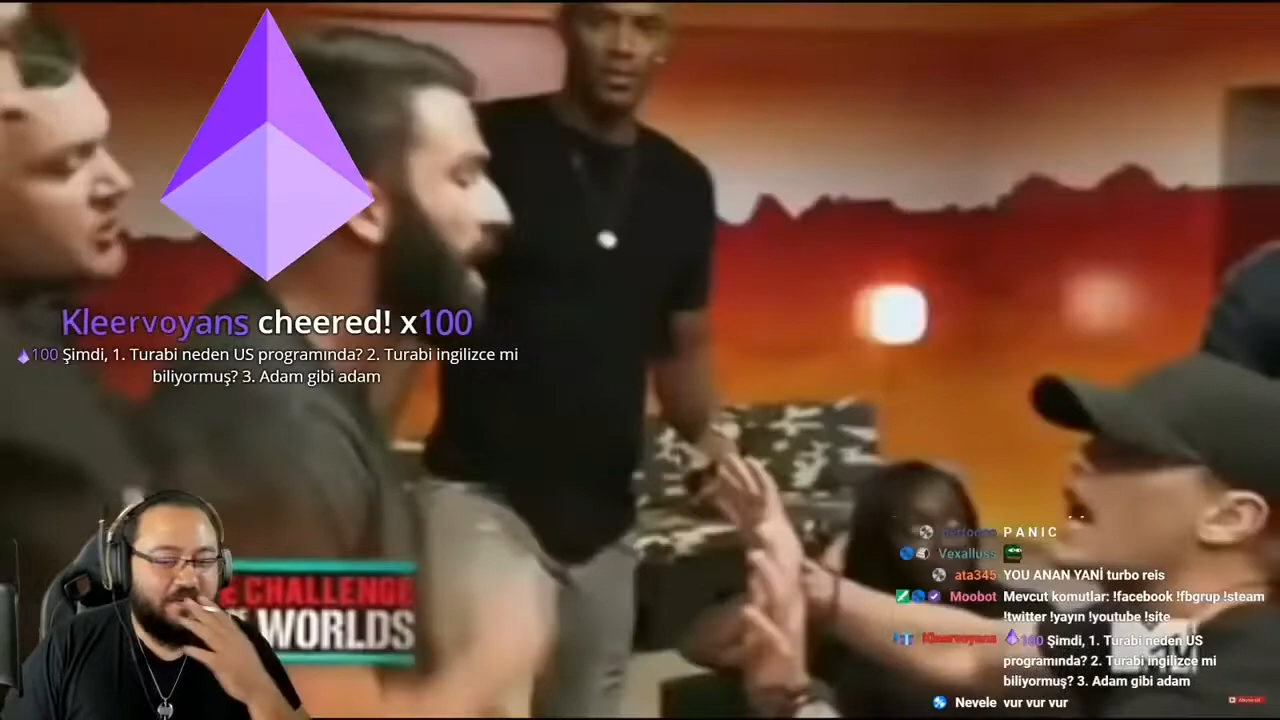 Kleervoyans cheered! x100
100 Şimdi, 1. Turabi neden US programında? 2. Turabi ingilizce mi
biliyormuş? 3. Adam gibi adam
P A N I C
Vexalluss
ata345 YOU ANAN YANİ turbo reis
Moobot Mevcut komutlar: !facebook !fbgrup !steam
!twitter !yayın !youtube !site
Kleervoyans 100 Şimdi, 1. Turabi neden US
programında? 2. Turabi ingilizce mi
biliyormuş? 3. Adam gibi adam
Nevele vur vur vur
CHALLENGE
WORLDS